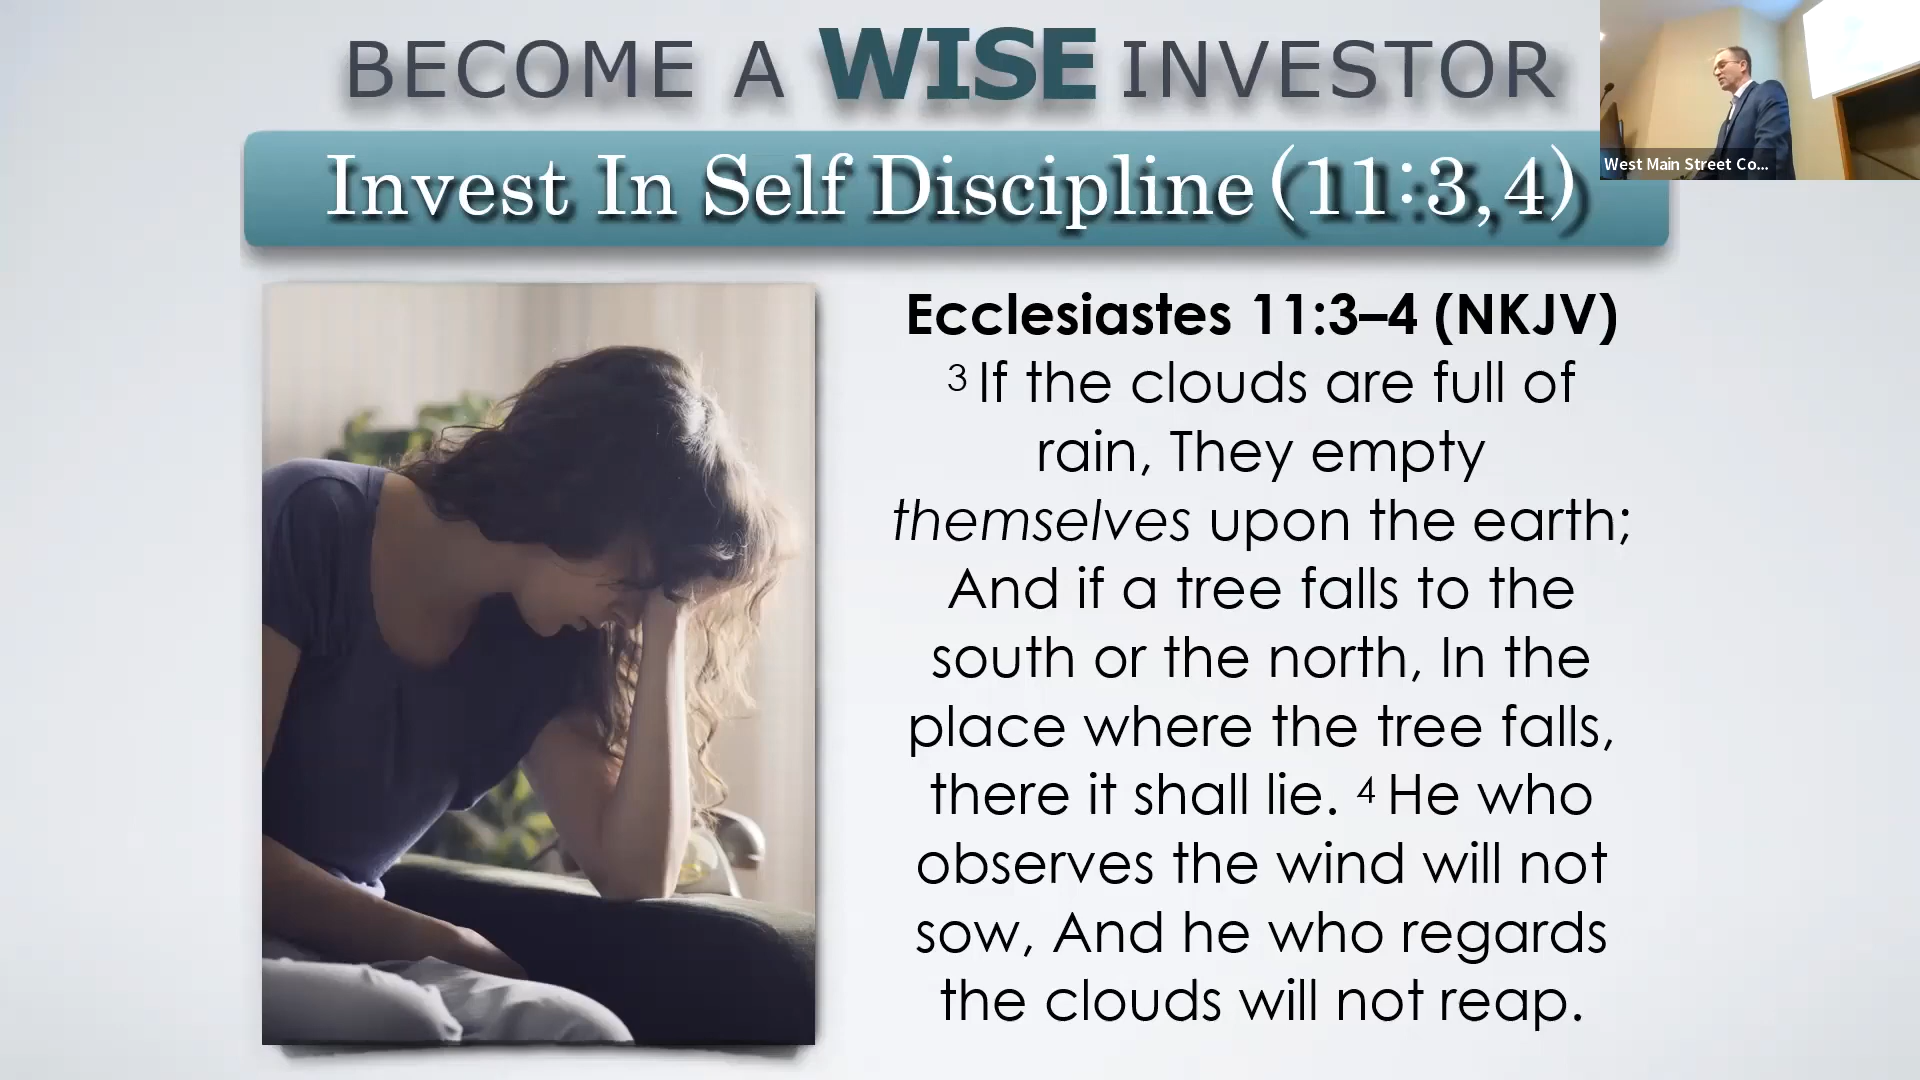 BECOME A WISE INVESTOR
West Main Street Co...
Invest In Self Discipline (11:3,4)
Ecclesiastes 11:3–4 (NKJV)
3 If the clouds are full of
rain, They empty
themselves upon the earth;
And if a tree falls to the
south or the north, In the
place where the tree falls,
there it shall lie. 4 He who
observes the wind will not
sow, And he who regards
the clouds will not reap.